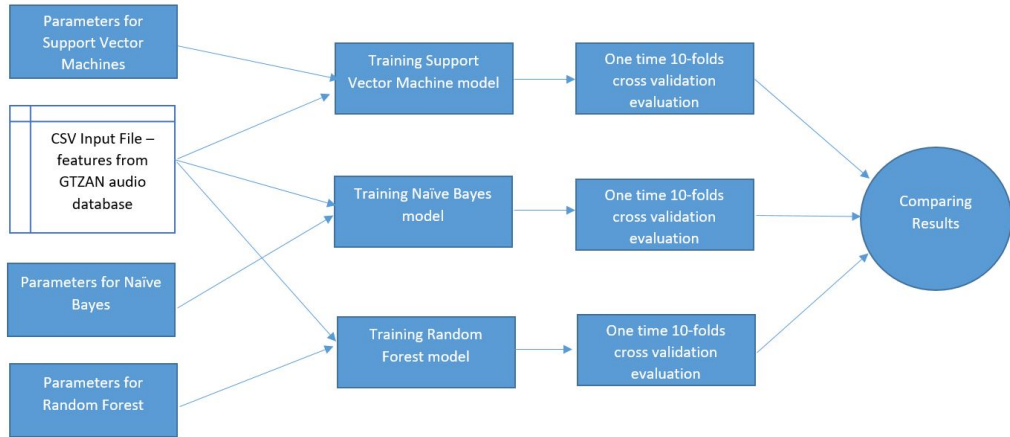 Parameters for
Support Vector
Machines
CSV Input File –
features from
GTZAN audio
database
Parameters for Naïve
Bayes
Parameters for
Random Forest
Training Support
Vector Machine model
Training Naïve Bayes
model
Training Random
Forest model
One time 10-folds
cross validation
evaluation
One time 10-folds
cross validation
evaluation
One time 10-folds
cross validation
evaluation
Comparing
Results